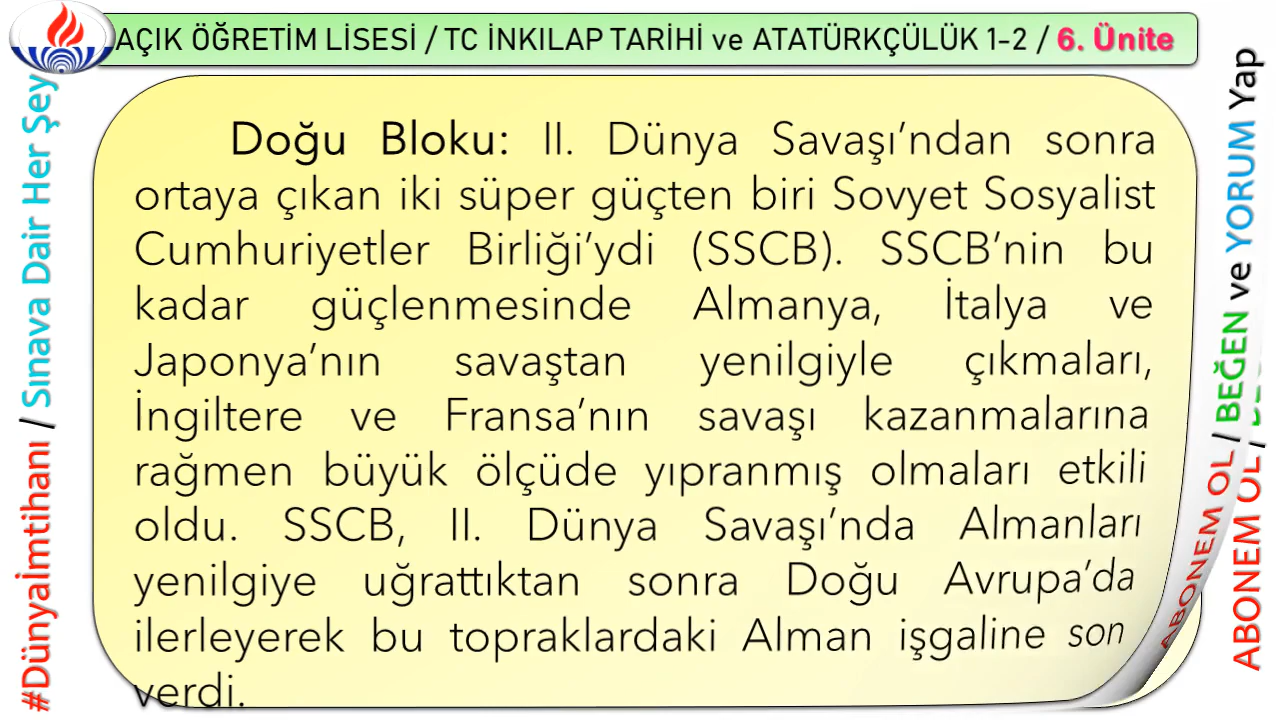 AÇIK ÖĞRETİM LİSESİ / TC İNKILAP TARİHİ ve ATATÜRKÇÜLÜK 1-2 / 6. Ünite
#Dünyaİmtihanı / Sınava Dair Her Şey
Doğu Bloku: II. Dünya Savaşı’ndan sonra
ortaya çıkan iki süper güçten biri Sovyet Sosyalist
Cumhuriyetler Birliği’ydi (SSCB). SSCB’nin bu
kadar güçlenmesinde Almanya, İtalya ve
Japonya’nın savaştan yenilgiyle çıkmaları,
İngiltere ve Fransa’nın savaşı kazanmalarına
rağmen büyük ölçüde yıpranmış olmaları etkili
oldu. SSCB, II. Dünya Savaşı’nda Almanları
yenilgiye uğrattıktan sonra Doğu Avrupa’da
ilerleyerek bu topraklardaki Alman işgaline son
verdi.
ABONEM OL / BEĞEN ve YORUM Yap
ABONEM OL /